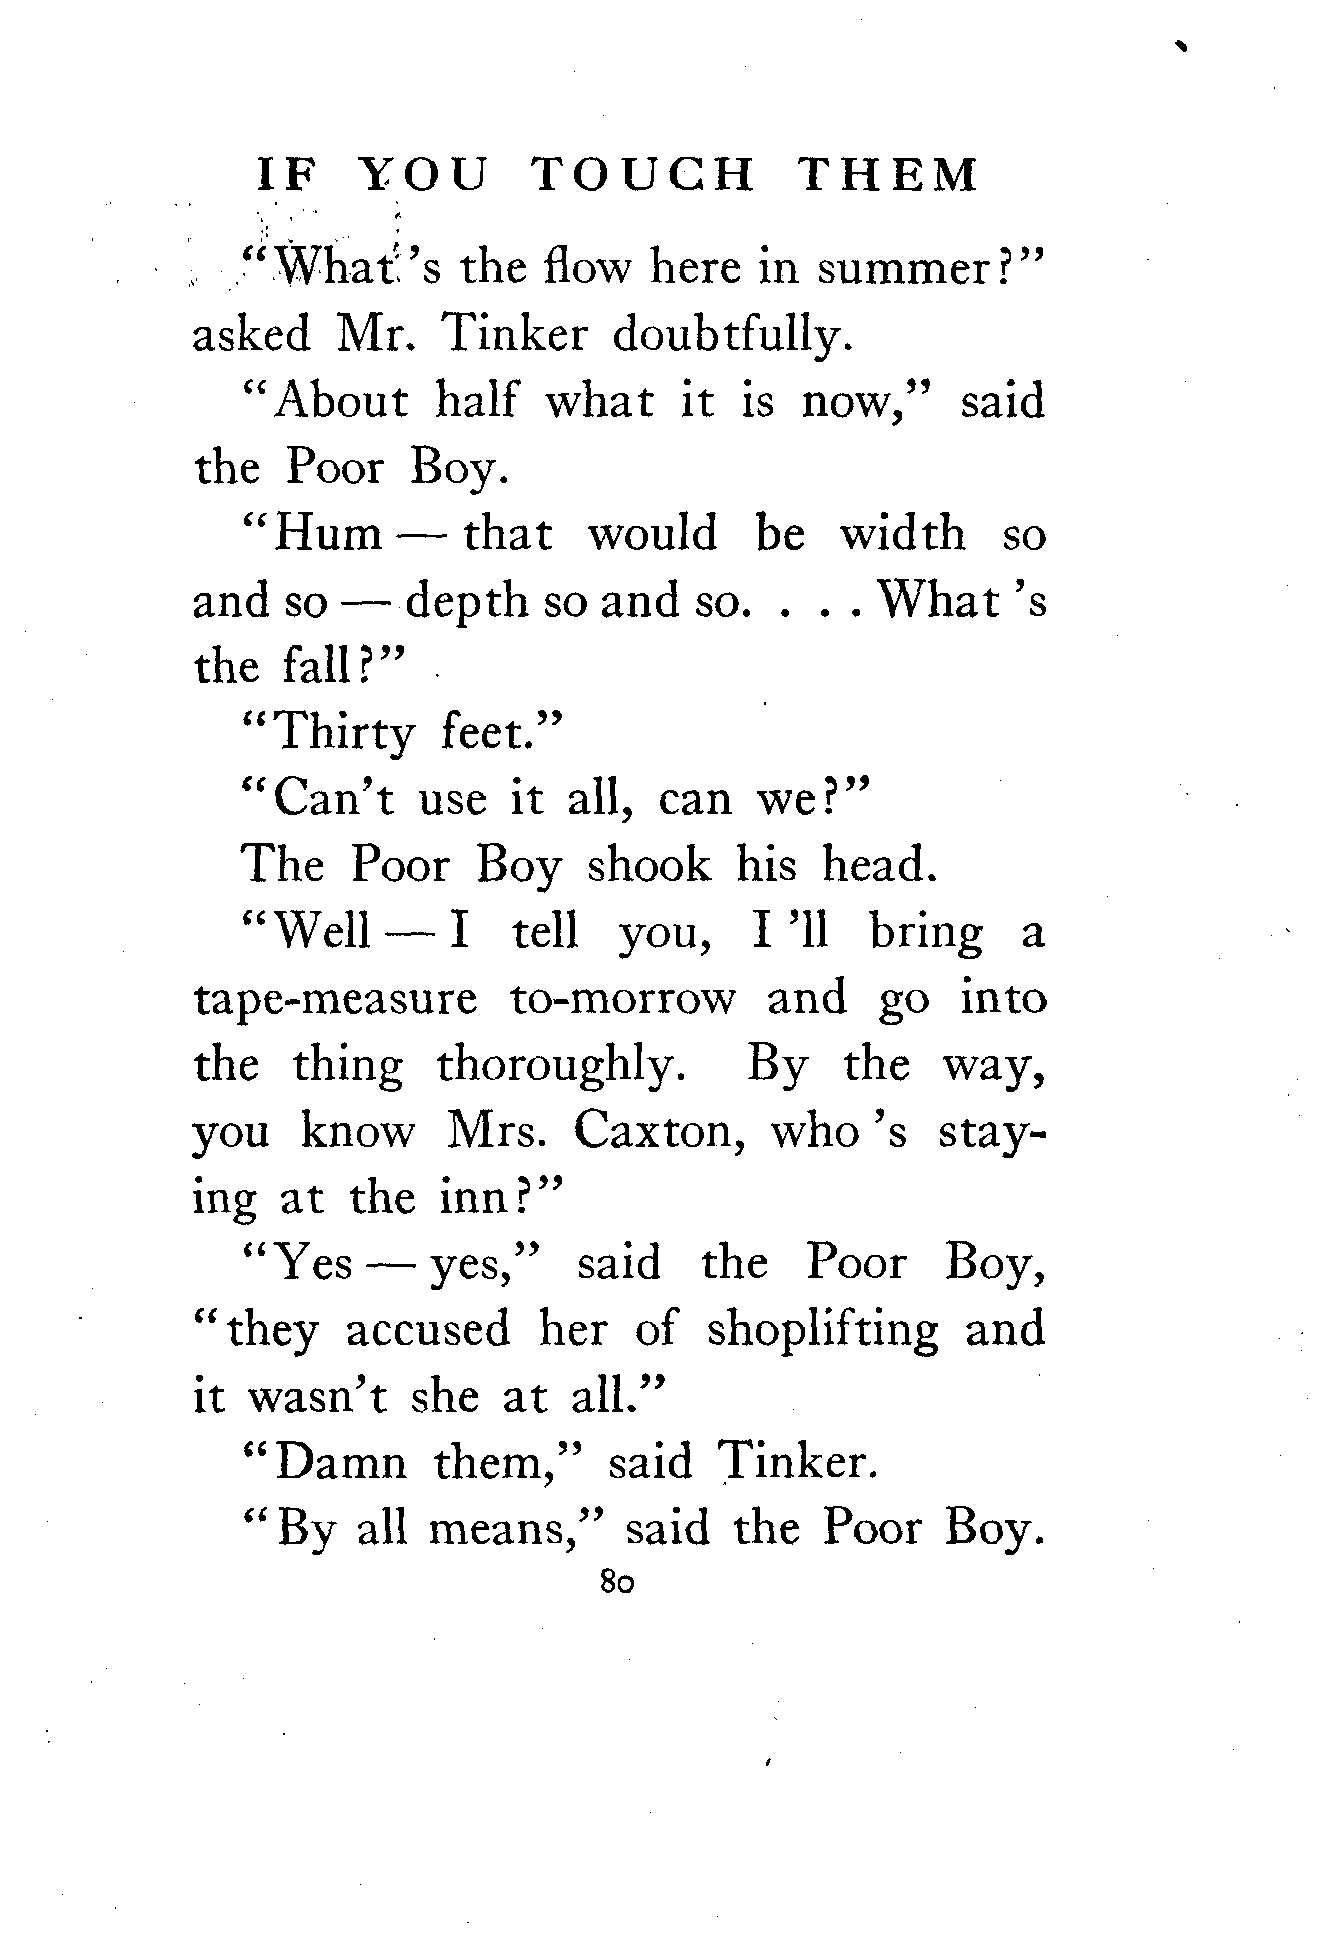 IF YOU TOUCH THEM
“What’s the flow here in summer?”
asked Mr. Tinker doubtfully.
“About half what it is now,” said
the Poor Boy.
“Hum — that would be width so
and so — depth so and so. . . . What ’s
the fall?”
“Thirty feet.”
“Can’t use it all, can we?”
The Poor Boy shook his head.
“Well — I tell you, I ’ll bring a
tape-measure to-morrow and go into
the thing thoroughly. By the way,
you know Mrs. Caxton, who ’s stay-
ing at the inn?”
“Yes — yes,” said the Poor Boy,
“they accused her of shoplifting and
it wasn’t she at all.”
“Damn them,” said Tinker.
“By all means,” said the Poor Boy.
80